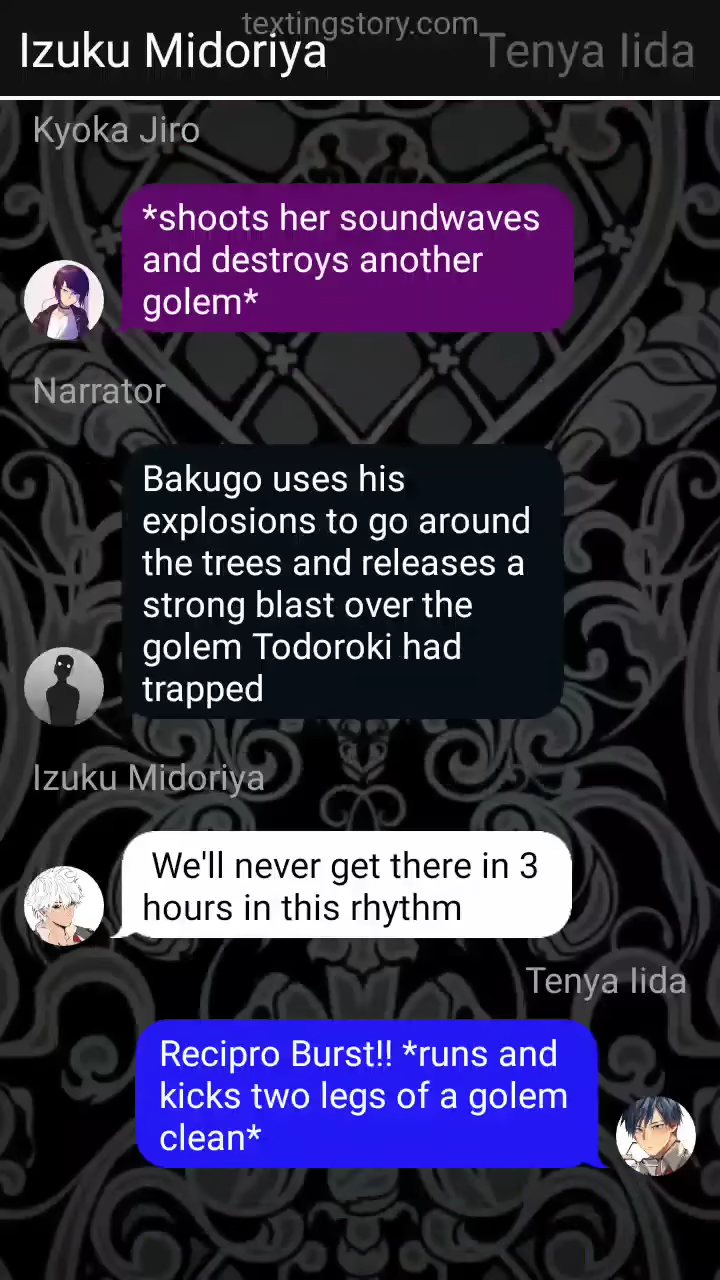 textingstory.com
Izuku Midoriya
Tenya Iida
Kyoka Jiro
*shoots her soundwaves
and destroys another
golem*
Narrator
Bakugo uses his
explosions to go around
the trees and releases a
strong blast over the
golem Todoroki had
trapped
Izuku Midoriya
We'll never get there in 3
hours in this rhythm
Tenya Iida
Recipro Burst!! *runs and
kicks two legs of a golem
clean*